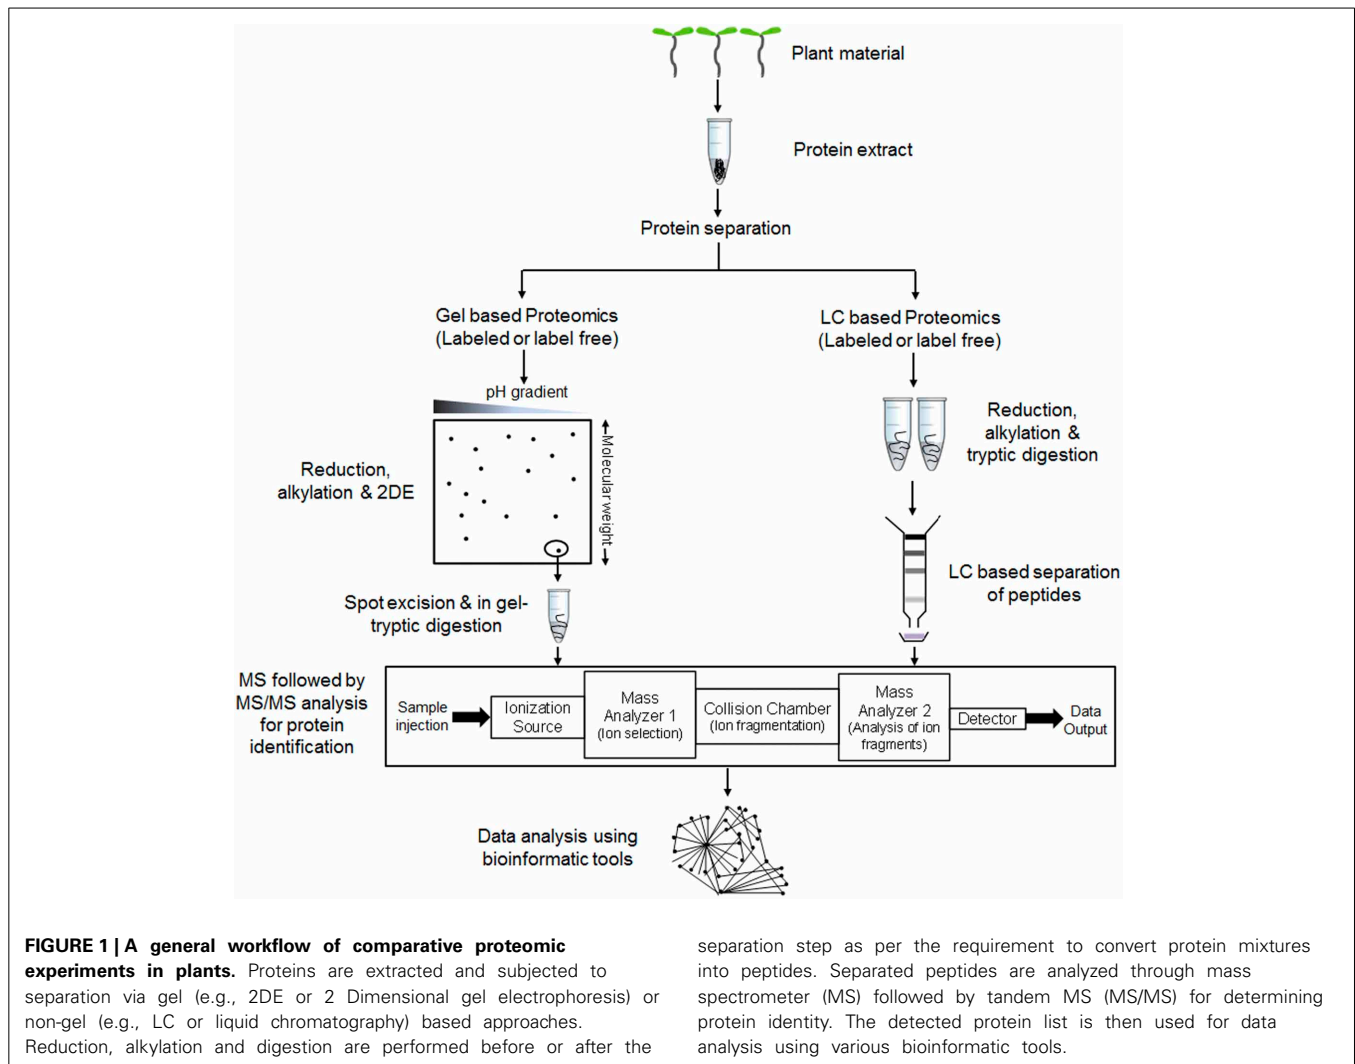 Plant material
Protein extract
Protein separation
Gel based Proteomics
(Labeled or label free)
LC based Proteomics
(Labeled or label free)
pH gradient
Molecular weight
Reduction,
alkylation & 2DE
Reduction,
alkylation &
tryptic digestion
Spot excision & in gel-
tryptic digestion
LC based separation
of peptides
MS followed by
MS/MS analysis
for protein
identification
Sample
injection
Ionization
Source
Mass
Analyzer 1
(Ion selection)
Collision Chamber
(Ion fragmentation)
Mass
Analyzer 2
(Analysis of ion
fragments)
Detector
Data
Output
Data analysis using
bioinformatic tools
FIGURE 1 | A general workflow of comparative proteomic
experiments in plants. Proteins are extracted and subjected to
separation via gel (e.g., 2DE or 2 Dimensional gel electrophoresis) or
non-gel (e.g., LC or liquid chromatography) based approaches.
Reduction, alkylation and digestion are performed before or after the
separation step as per the requirement to convert protein mixtures
into peptides. Separated peptides are analyzed through mass
spectrometer (MS) followed by tandem MS (MS/MS) for determining
protein identity. The detected protein list is then used for data
analysis using various bioinformatic tools.